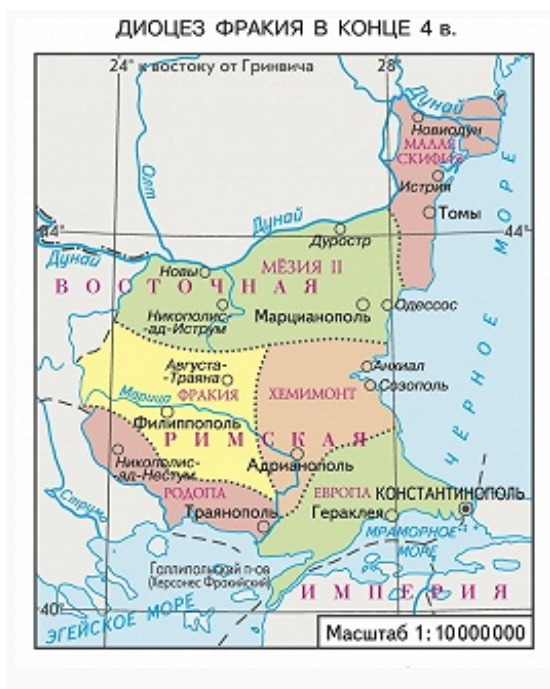 ДИОЦЕЗ ФРАКИЯ В КОНЦЕ 4 в.
24° к востоку от Гринвича
28°
Дунай
Новиодун
МАЛАЯ
СКИФИЯ
Олт
Истрия
Томы
44°
Дунай
44°
Дуростр
Дунай
Новы
МЁЗИЯ II
ВОСТОЧНАЯ
Никополис-
-ад-Иструм
Марцианополь
Одессос
ЧЕРНОЕ МОРЕ
Августа-
-Траяна
Анхиал
Созополь
Марица
ФРАКИЯ
ХЕМИМОНТ
Филиппополь
РИМСКАЯ
Никополис-
-ад-Нестум
Адрианополь
Струма
РОДОПА
ЕВРОПА
КОНСТАНТИНОПОЛЬ
Траянополь
Гераклея
МРАМОРНОЕ
МОРЕ
Галлипольский п-ов
(Херсонес Фракийский)
ИМПЕРИЯ
40°
ЭГЕЙСКОЕ МОРЕ
Масштаб 1:10000000